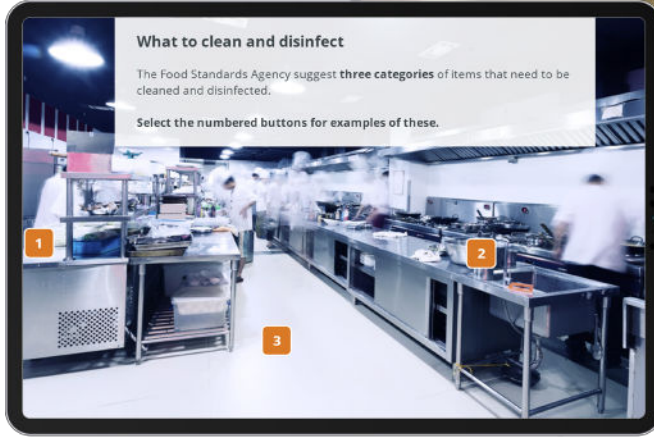 What to clean and disinfect
The Food Standards Agency suggest three categories of items that need to be
cleaned and disinfected.
Select the numbered buttons for examples of these.
1
2
3